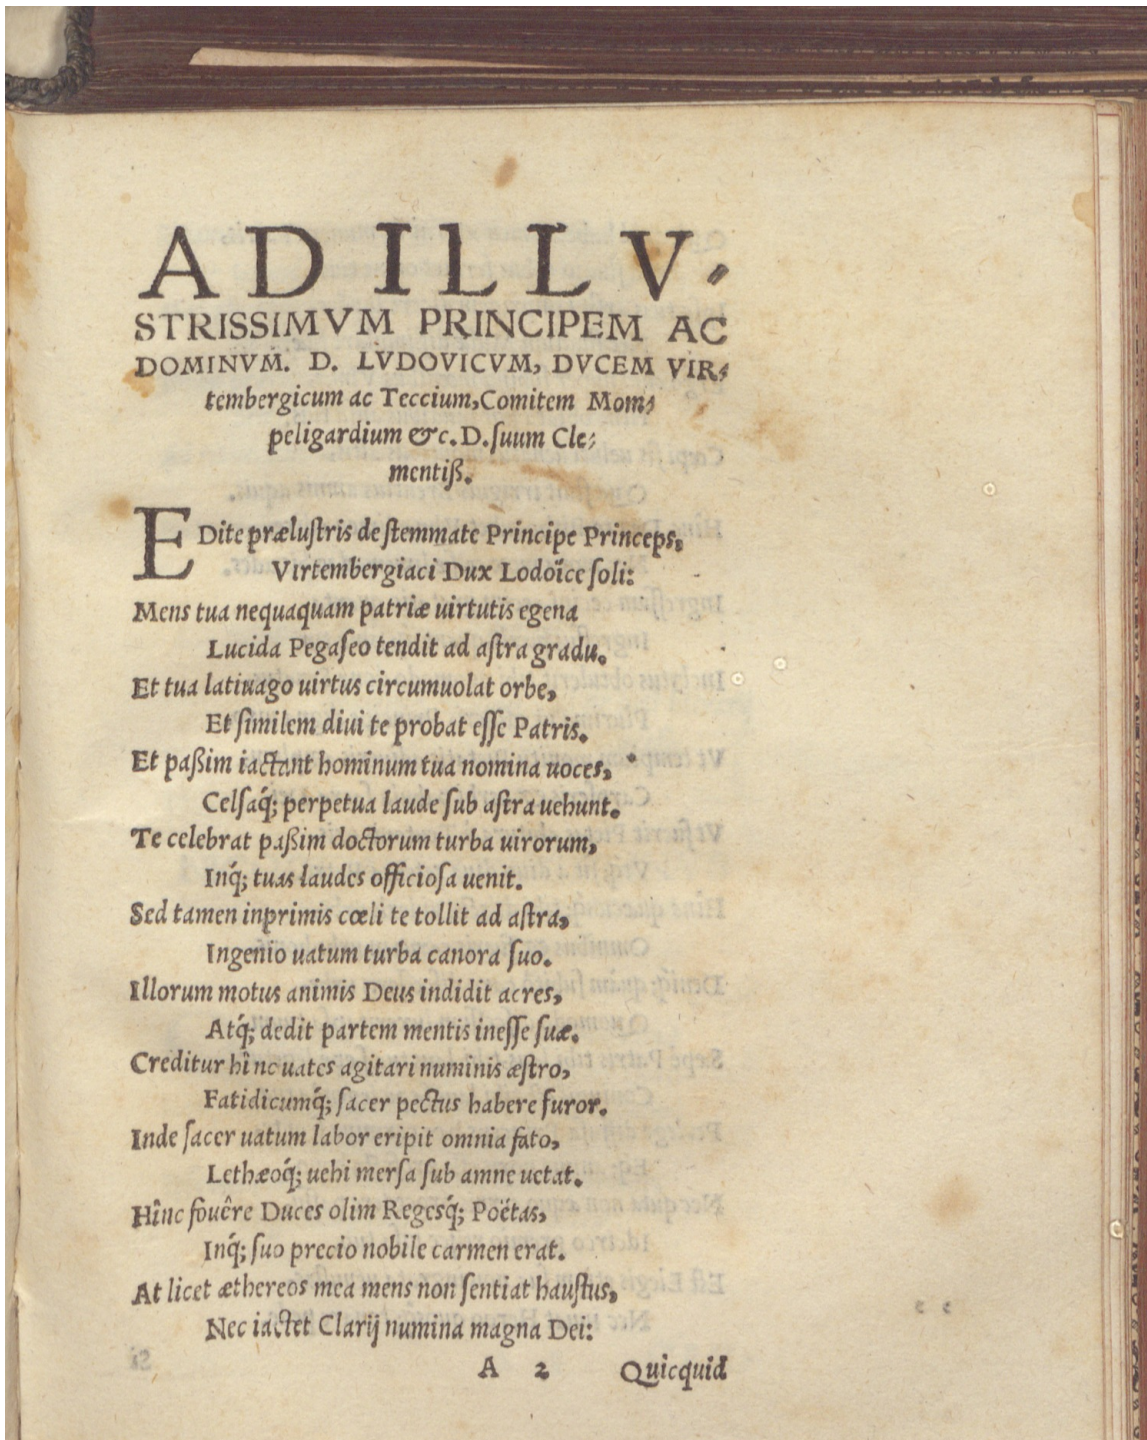 AD ILLV-
STRISSIMVM PRINCIPEM AC
DOMINVM. D. LVDOVICVM, DVCEM VIR-
tembergicum ac Teccium, Comitem Mom-
peligardium &c. D. suum Cle-
mentiß.
EDite prælustris de stemmate Principe Princeps,
Virtembergiaci Dux Lodoïce soli:
Mens tua nequaquam patriæ uirtutis egena
Lucida Pegaseo tendit ad astra gradu.
Et tua latiuago uirtus circumuolat orbe,
Et similem diui te probat esse Patris.
Et paßim iactant hominum tua nomina uoces,
Celsaq́; perpetua laude sub astra uehunt.
Te celebrat paßim doctorum turba uirorum,
Inq́; tuas laudes officiosa uenit.
Sed tamen inprimis cœli te tollit ad astra,
Ingenio uatum turba canora suo.
Illorum motus animis Deus indidit acres,
Atq́; dedit partem mentis inesse suæ.
Creditur hînc uates agitari numinis æstro,
Fatidicumq́; sacer pectus habere furor.
Inde sacer uatum labor eripit omnia fato,
Lethæoq́; uehi mersa sub amne uetat.
Hînc fouêre Duces olim Regesq́; Poëtas,
Inq́; suo precio nobile carmen erat.
At licet æthereos mea mens non sentiat haustus,
Nec iactet Clarij numina magna Dei:
A 2 Quicquid